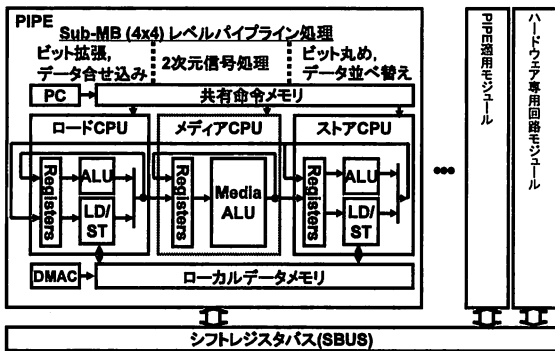 PIPE
Sub-MB (4x4) レベルパイプライン処理
ビット拡張,
データ合せ込み
2次元信号処理
ビット丸め,
データ並べ替え
PC
共有命令メモリ
ロードCPU
メディアCPU
ストアCPU
Registers
ALU
LD/
ST
Registers
Media
ALU
Registers
ALU
LD/
ST
DMAC
ローカルデータメモリ
•••
PIPE適用モジュール
ハードウェア専用回路モジュール
シフトレジスタバス(SBUS)